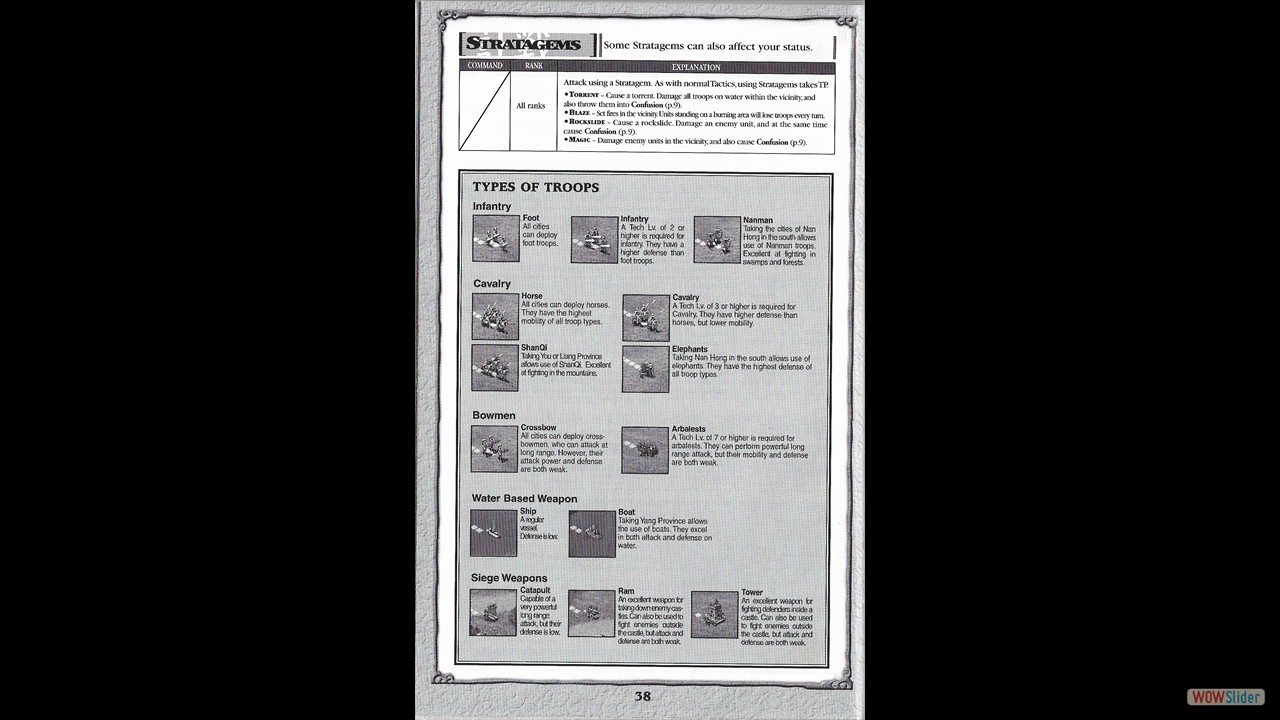 STRATAGEMS
Some Stratagems can also affect your status.
COMMAND RANK EXPLANATION
All ranks
Attack using a Stratagem. As with normal Tactics, using Stratagems takes TP.
• TORRENT – Cause a torrent. Damage all troops on water within the vicinity, and
also throw them into Confusion (p.9).
• BLAZE – Set fires in the vicinity. Units standing on a burning area will lose troops every turn.
• ROCKSLIDE – Cause a rockslide. Damage an enemy unit, and at the same time
cause Confusion (p.9).
• MAGIC – Damage enemy units in the vicinity, and also cause Confusion (p.9).
TYPES OF TROOPS
Infantry
Foot
All cities
can deploy
foot troops.
Infantry
A Tech Lv. of 2 or
higher is required for
infantry. They have a
higher defense than
foot troops.
Nanman
Taking the cities of Nan
Hong in the south allows
use of Nanman troops.
Excellent at fighting in
swamps and forests.
Cavalry
Horse
All cities can deploy horses.
They have the highest
mobility of all troop types.
Cavalry
A Tech Lv. of 3 or higher is required for
Cavalry. They have higher defense than
horses, but lower mobility.
ShanQi
Taking You or Liang Province
allows use of ShanQi. Excellent
at fighting in the mountains.
Elephants
Taking Nan Hong in the south allows use of
elephants. They have the highest defense of
all troop types.
Bowmen
Crossbow
All cities can deploy cross-
bowmen, who can attack at
long range. However, their
attack power and defense
are both weak.
Arbalests
A Tech Lv. of 7 or higher is required for
arbalests. They can perform powerful long
range attack, but their mobility and defense
are both weak.
Water Based Weapon
Ship
A regular
vessel.
Defense is low.
Boat
Taking Yang Province allows
the use of boats. They excel
in both attack and defense on
water.
Siege Weapons
Catapult
Capable of a
very powerful
long range
attack, but their
defense is low.
Ram
An excellent weapon for
taking down enemy cas-
tles. Can also be used to
fight enemies outside
the castle, but attack and
defense are both weak.
Tower
An excellent weapon for
fighting defenders inside a
castle. Can also be used
to fight enemies outside
the castle, but attack and
defense are both weak.
38
WOWSlider